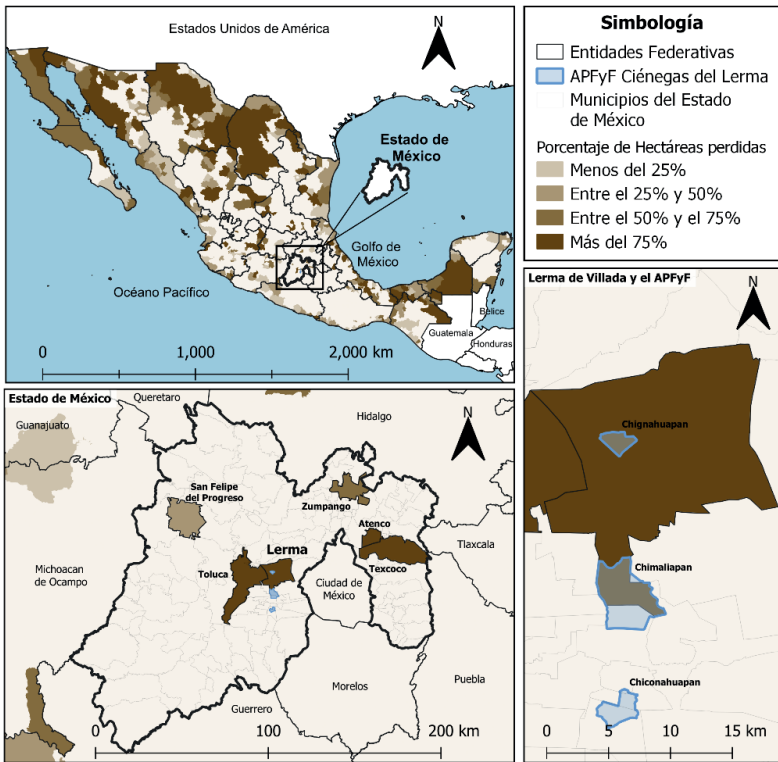 Estados Unidos de América
N
Estado de
México
Golfo de
México
Océano Pacífico
Belice
Guatemala
Honduras
0
1,000
2,000 km
Simbología
Entidades Federativas
APFyF Ciénegas del Lerma
Municipios del Estado
de México
Porcentaje de Hectáreas perdidas
Menos del 25%
Entre el 25% y 50%
Entre el 50% y el 75%
Más del 75%
Estado de México
Queretaro
Guanajuato
Hidalgo
N
San Felipe
del Progreso
Zumpango
Atenco
Lerma
Tlaxcala
Michoacan
de Ocampo
Toluca
Texcoco
Ciudad de
México
Puebla
Morelos
Guerrero
0
100
200 km
Lerma de Villada y el APFyF
N
Chignahuapan
Chimaliapan
Chiconahuapan
0
5
10
15 km